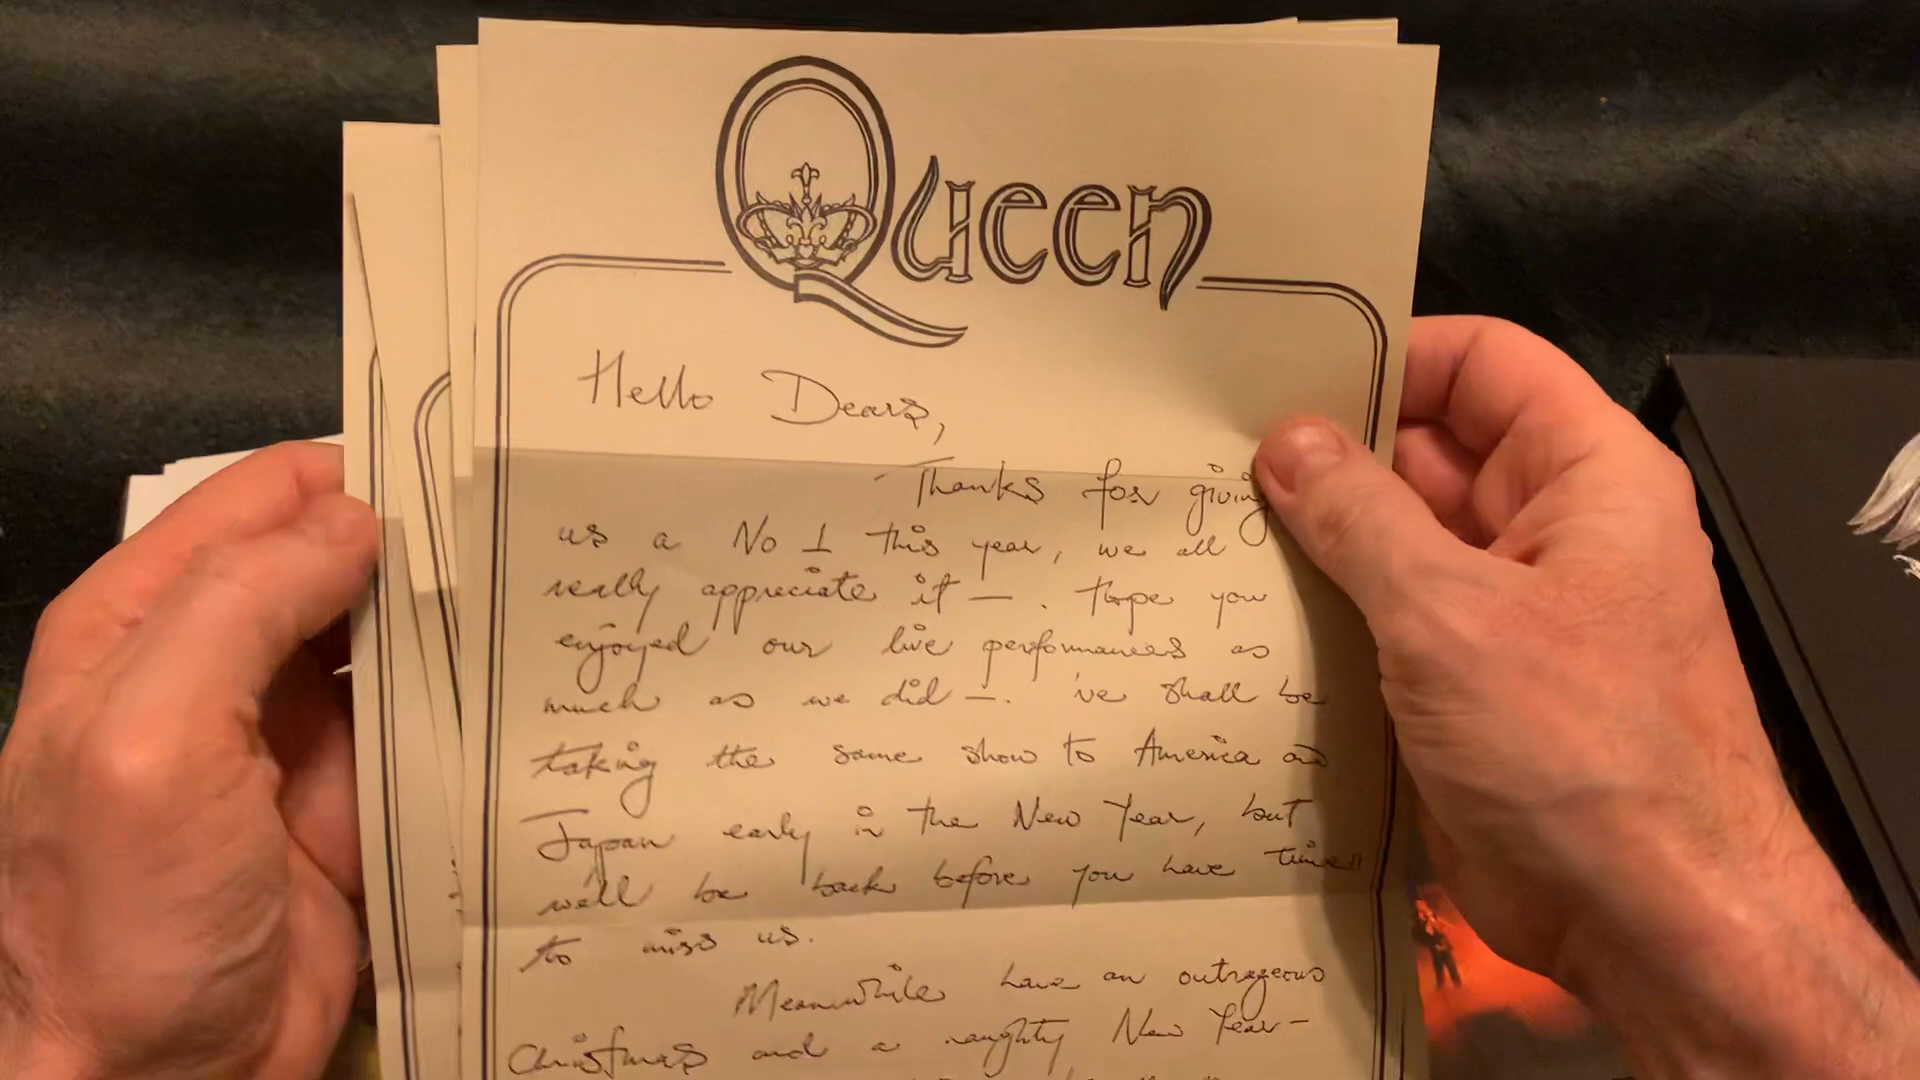 Queen
Hello Dears,
Thanks for giving
us a No 1 this year, we all
really appreciate it —. Hope you
enjoyed our live performances as
much as we did —. We shall be
taking the same show to America and
Japan early in the New Year, but
we'll be back before you have time
to miss us.
Meanwhile have an outrageous
Christmas and a naughty New Year —